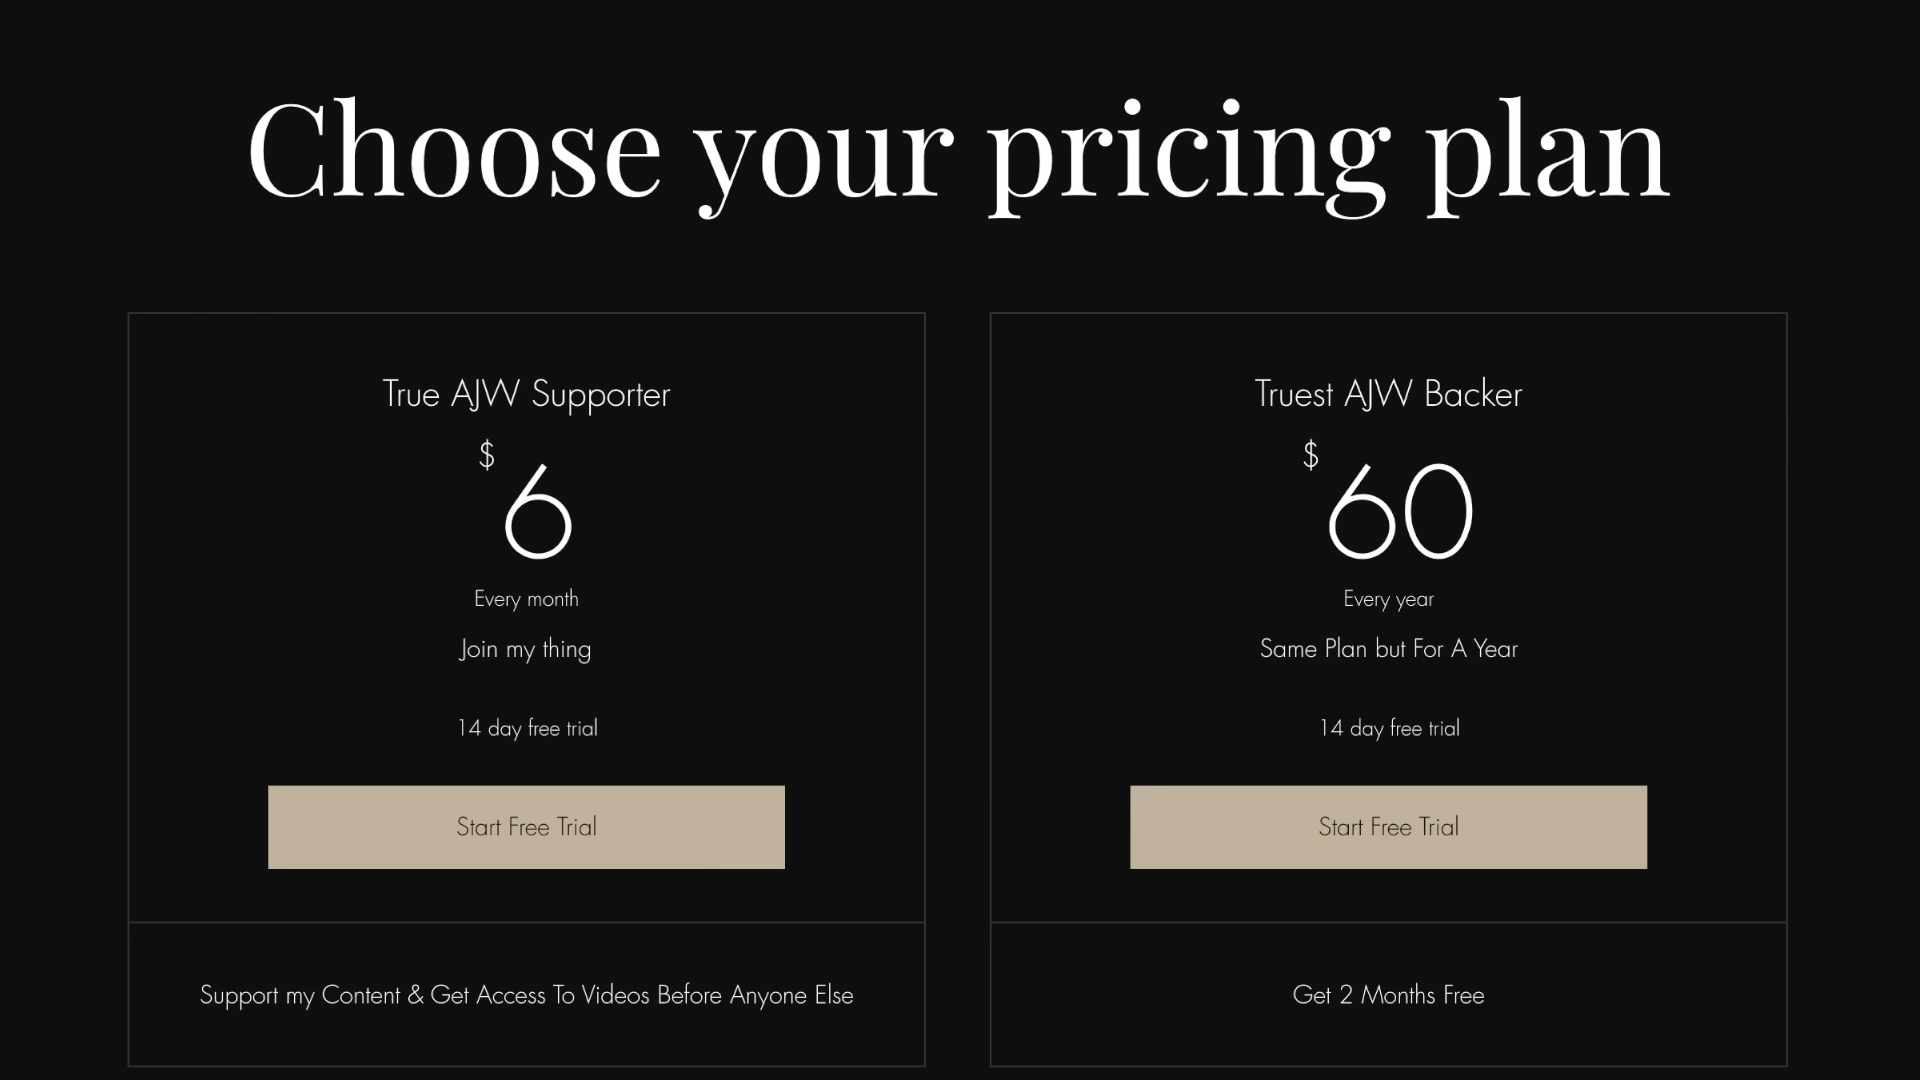 Choose your pricing plan
True AJW Supporter
$
6
Every month
Join my thing
14 day free trial
Start Free Trial
Support my Content & Get Access To Videos Before Anyone Else
Truest AJW Backer
$
60
Every year
Same Plan but For A Year
14 day free trial
Start Free Trial
Get 2 Months Free